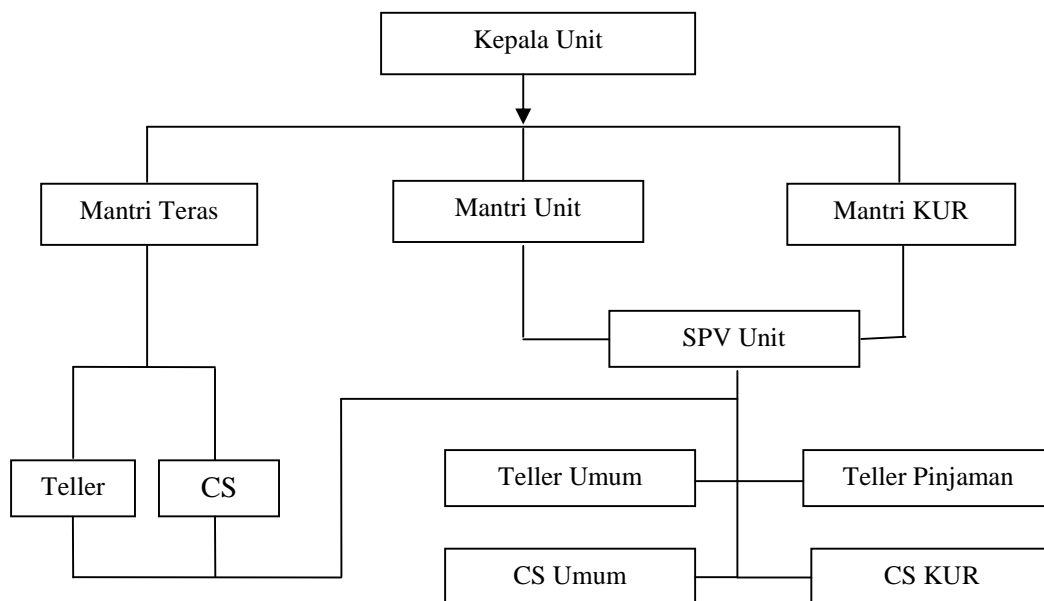 Kepala Unit
Mantri Teras
Mantri Unit
Mantri KUR
SPV Unit
Teller
CS
Teller Umum
Teller Pinjaman
CS Umum
CS KUR